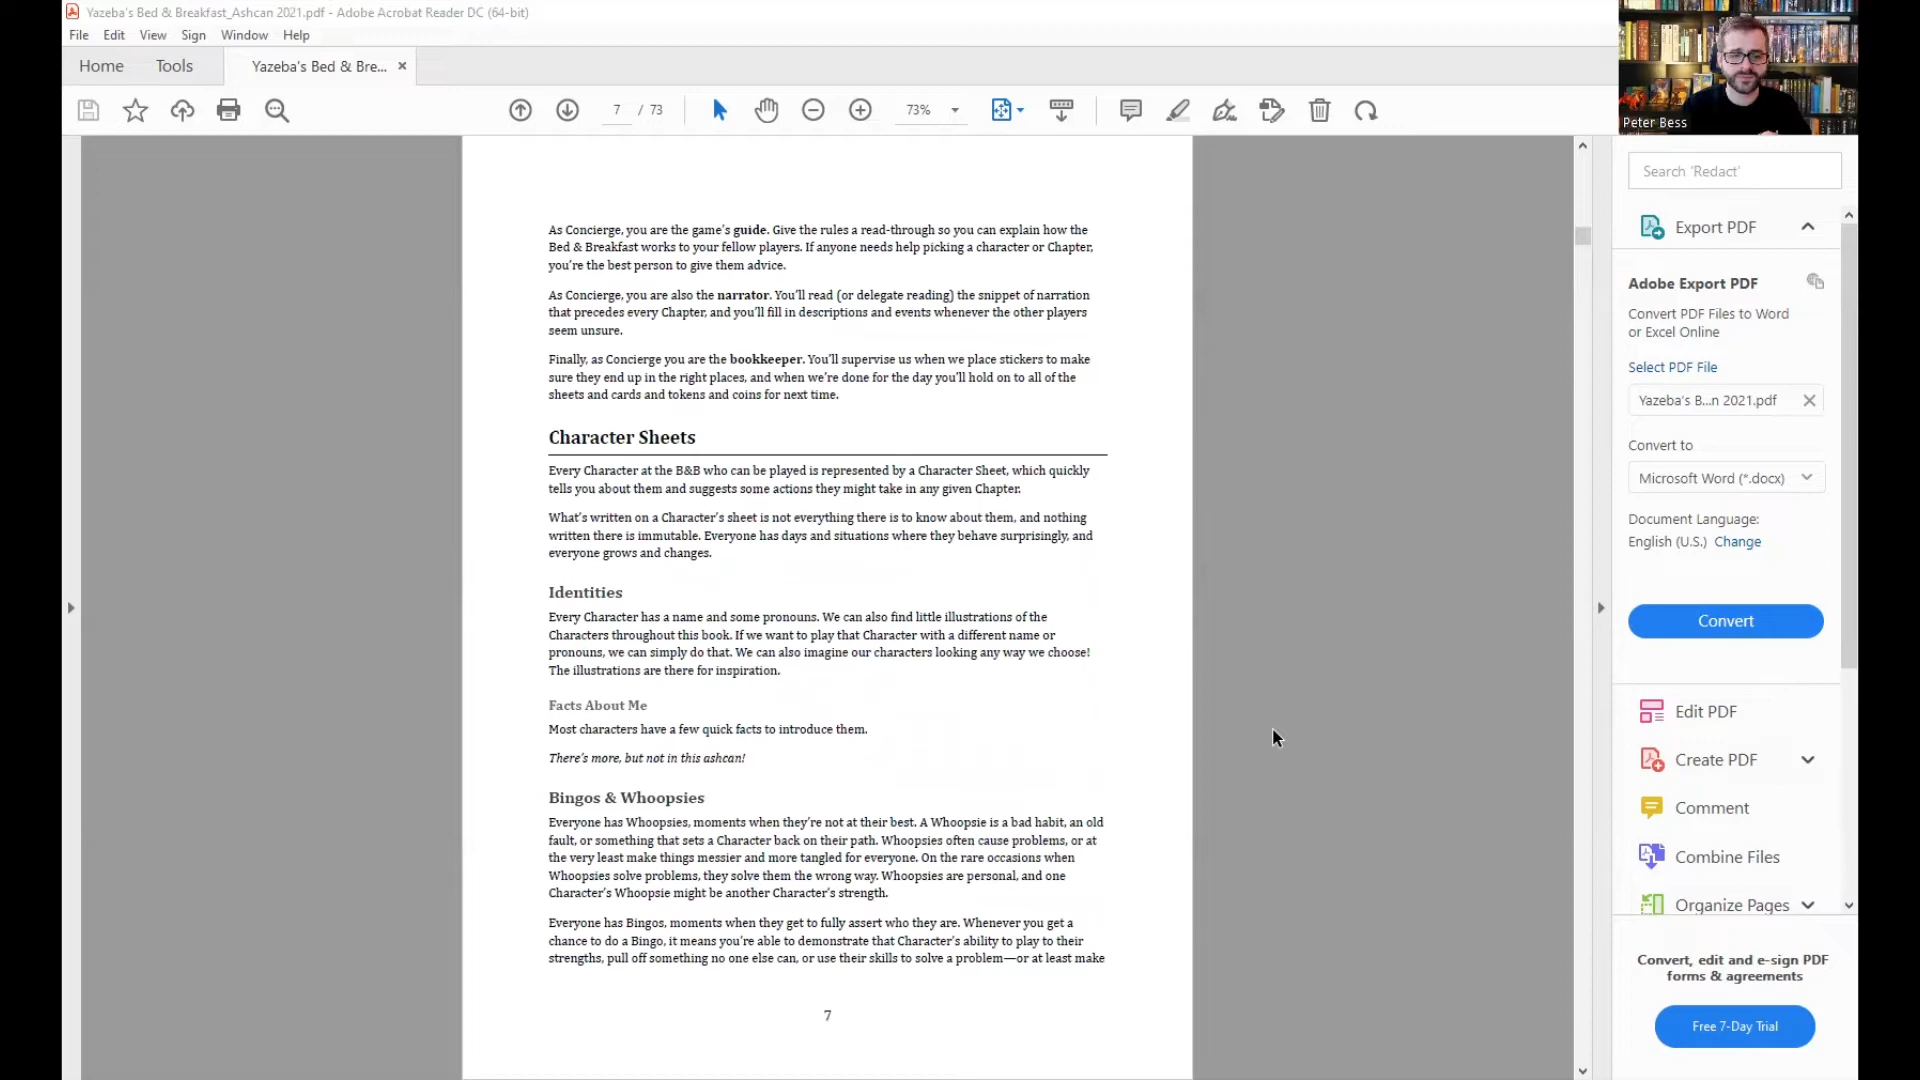 Yazeba's Bed & Breakfast_Ashcan 2021.pdf - Adobe Acrobat Reader DC (64-bit)
File Edit View Sign Window Help
Home Tools Yazeba's Bed & Bre...
7 / 73 73%
Peter Bess
As Concierge, you are the game's guide. Give the rules a read-through so you can explain how the
Bed & Breakfast works to your fellow players. If anyone needs help picking a character or Chapter,
you're the best person to give them advice.
As Concierge, you are also the narrator. You'll read (or delegate reading) the snippet of narration
that precedes every Chapter, and you'll fill in descriptions and events whenever the other players
seem unsure.
Finally, as Concierge you are the bookkeeper. You'll supervise us when we place stickers to make
sure they end up in the right places, and when we're done for the day you'll hold on to all of the
sheets and cards and tokens and coins for next time.
Character Sheets
Every Character at the B&B who can be played is represented by a Character Sheet, which quickly
tells you about them and suggests some actions they might take in any given Chapter.
What's written on a Character's sheet is not everything there is to know about them, and nothing
written there is immutable. Everyone has days and situations where they behave surprisingly, and
everyone grows and changes.
Identities
Every Character has a name and some pronouns. We can also find little illustrations of the
Characters throughout this book. If we want to play that Character with a different name or
pronouns, we can simply do that. We can also imagine our characters looking any way we choose!
The illustrations are there for inspiration.
Facts About Me
Most characters have a few quick facts to introduce them.
There's more, but not in this ashcan!
Bingos & Whoopsies
Everyone has Whoopsies, moments when they're not at their best. A Whoopsie is a bad habit, an old
fault, or something that sets a Character back on their path. Whoopsies often cause problems, or at
the very least make things messier and more tangled for everyone. On the rare occasions when
Whoopsies solve problems, they solve them the wrong way. Whoopsies are personal, and one
Character's Whoopsie might be another Character's strength.
Everyone has Bingos, moments when they get to fully assert who they are. Whenever you get a
chance to do a Bingo, it means you're able to demonstrate that Character's ability to play to their
strengths, pull off something no one else can, or use their skills to solve a problem—or at least make
7
Search 'Redact'
Export PDF
Adobe Export PDF
Convert PDF Files to Word
or Excel Online
Select PDF File
Yazeba's B...n 2021.pdf
Convert to
Microsoft Word (*.docx)
Document Language:
English (U.S.) Change
Convert
Edit PDF
Create PDF
Comment
Combine Files
Organize Pages
Convert, edit and e-sign PDF
forms & agreements
Free 7-Day Trial